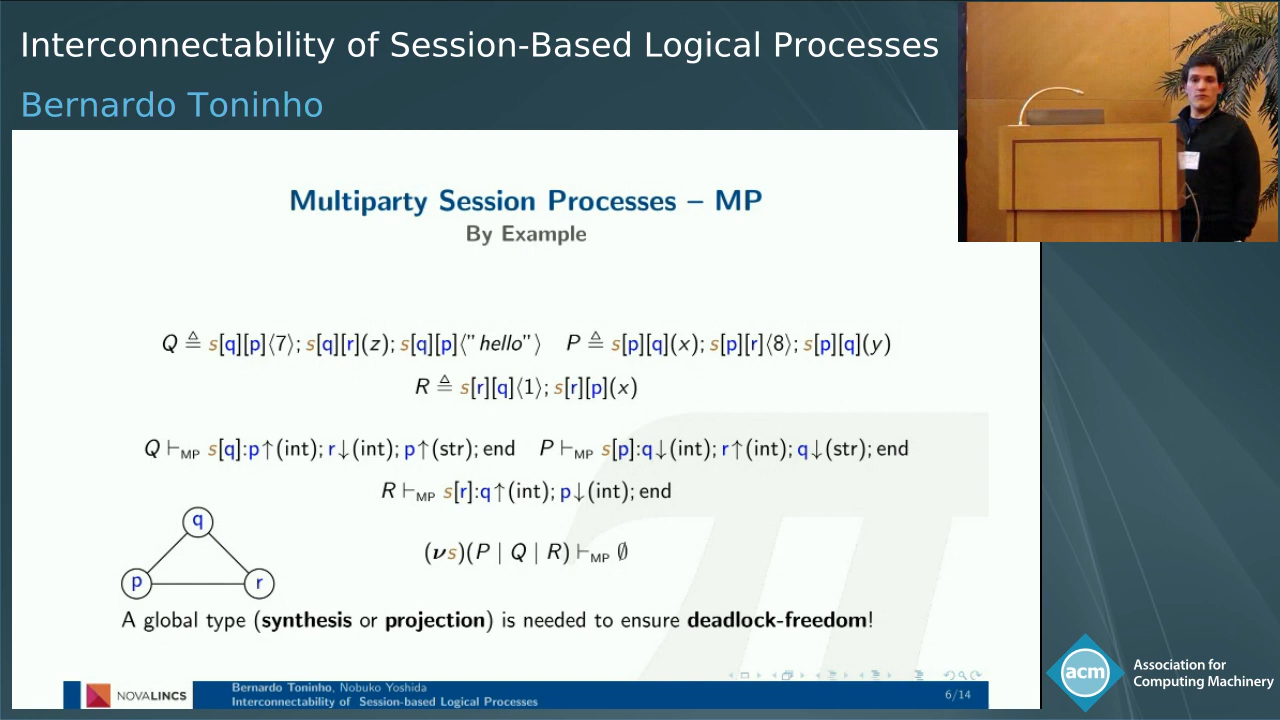 Interconnectability of Session-Based Logical Processes
Bernardo Toninho
Multiparty Session Processes – MP
By Example
Q ≜ s[q][p]⟨7⟩; s[q][r](z); s[q][p]⟨"hello"⟩ P ≜ s[p][q](x); s[p][r]⟨8⟩; s[p][q](y)
R ≜ s[r][q]⟨1⟩; s[r][p](x)
Q ⊢MP s[q]:p↑(int); r↓(int); p↑(str); end P ⊢MP s[p]:q↓(int); r↑(int); q↓(str); end
R ⊢MP s[r]:q↑(int); p↓(int); end
q
(νs)(P | Q | R) ⊢MP ∅
p r
A global type (synthesis or projection) is needed to ensure deadlock-freedom!
NOVALINCS
Bernardo Toninho, Nobuko Yoshida
Interconnectability of Session-based Logical Processes
6/14
acm
Association for
Computing Machinery